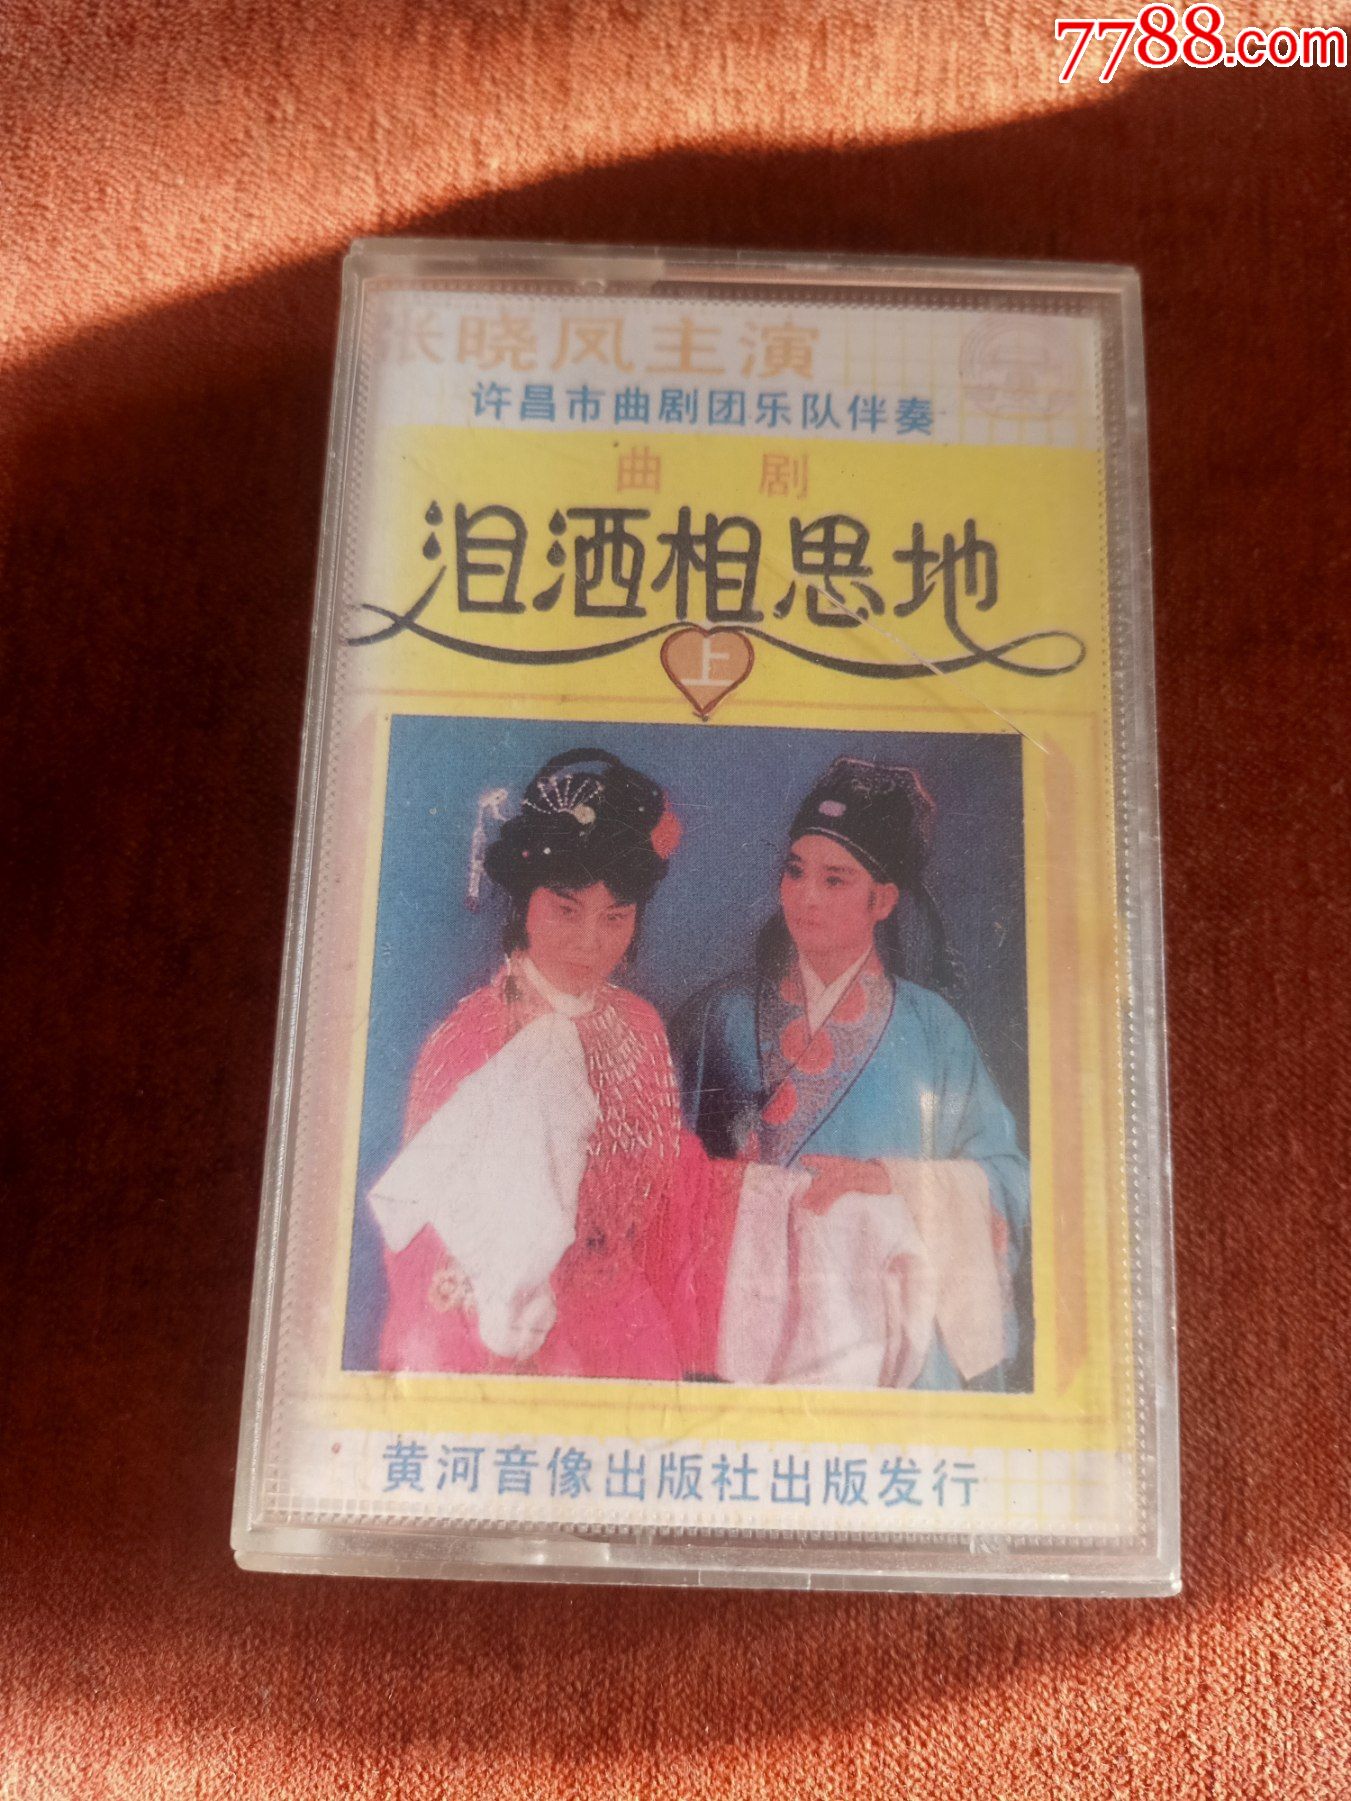 7788.com
张晓凤主演
许昌市曲剧团乐队伴奏
曲 剧
泪洒相思地
上
黄河音像出版社出版发行